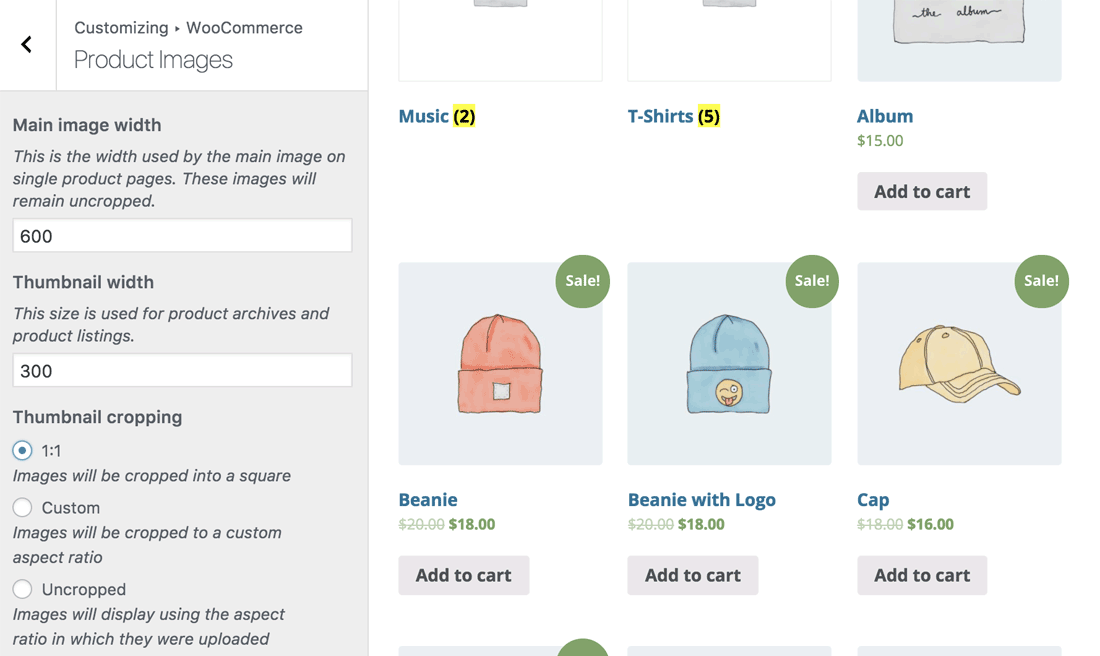 Customizing ▸ WooCommerce
Product Images
Main image width
This is the width used by the main image on
single product pages. These images will
remain uncropped.
600
Thumbnail width
This size is used for product archives and
product listings.
300
Thumbnail cropping
1:1
Images will be cropped into a square
Custom
Images will be cropped to a custom
aspect ratio
Uncropped
Images will display using the aspect
ratio in which they were uploaded
the album
Music (2)
T-Shirts (5)
Album
$15.00
Add to cart
Sale!
Sale!
Sale!
Beanie
$20.00 $18.00
Add to cart
Beanie with Logo
$20.00 $18.00
Add to cart
Cap
$18.00 $16.00
Add to cart